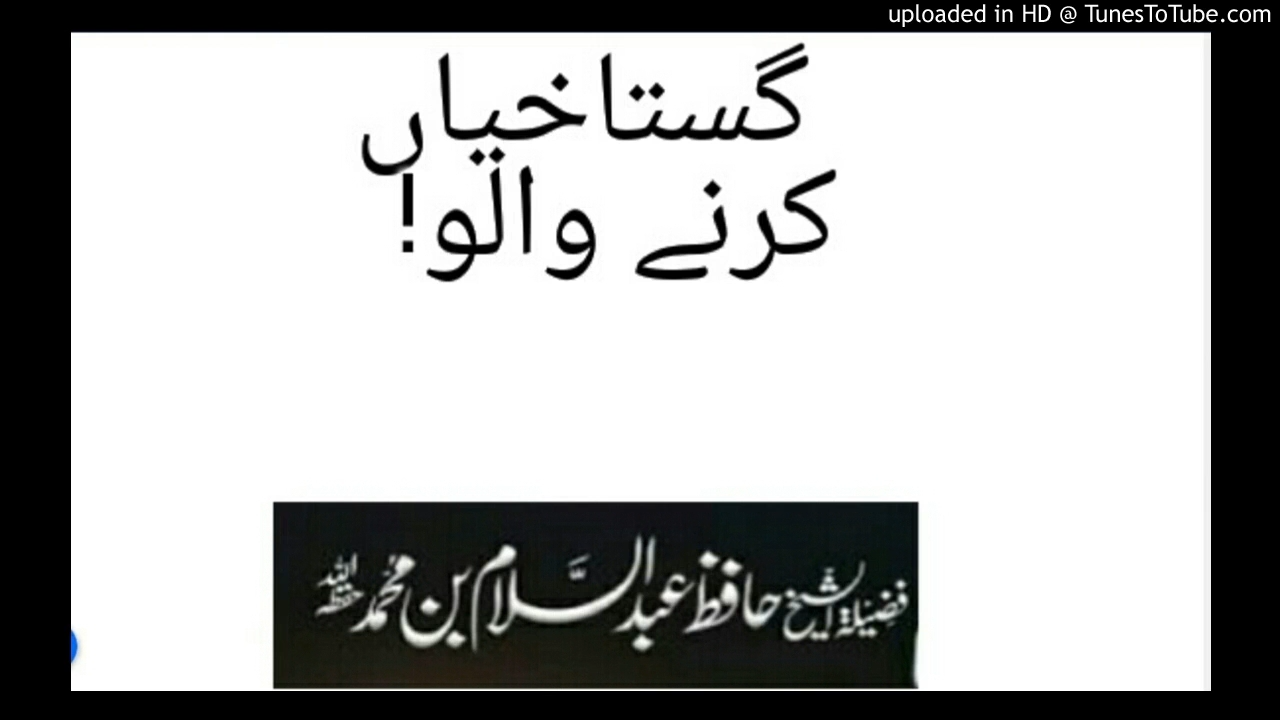 uploaded in HD @ TunesToTube.com
گستاخیاں
کرنے والو!
فضیلۃ الشیخ حافظ عبدالسلام بن محمد حفظہ اللہ